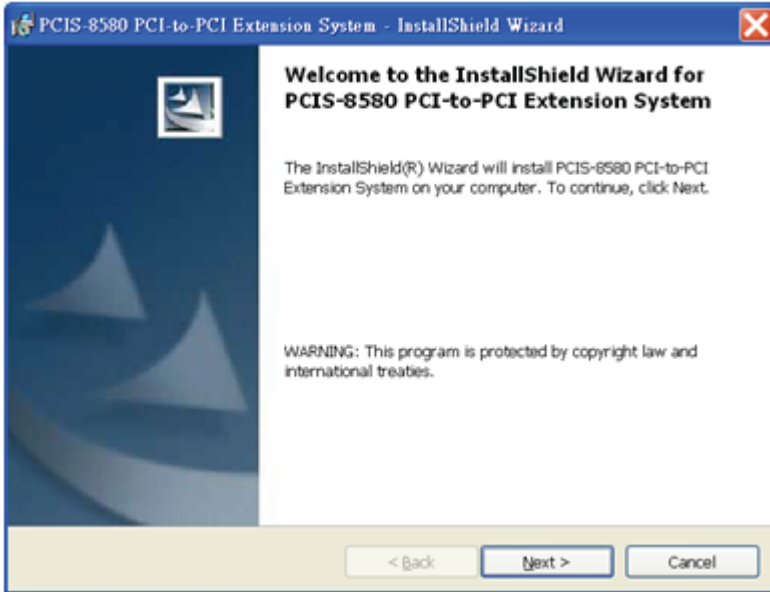 PCIS-8580 PCI-to-PCI Extension System - InstallShield Wizard
Welcome to the InstallShield Wizard for
PCIS-8580 PCI-to-PCI Extension System
The InstallShield(R) Wizard will install PCIS-8580 PCI-to-PCI
Extension System on your computer. To continue, click Next.
WARNING: This program is protected by copyright law and
international treaties.
< Back
Next >
Cancel